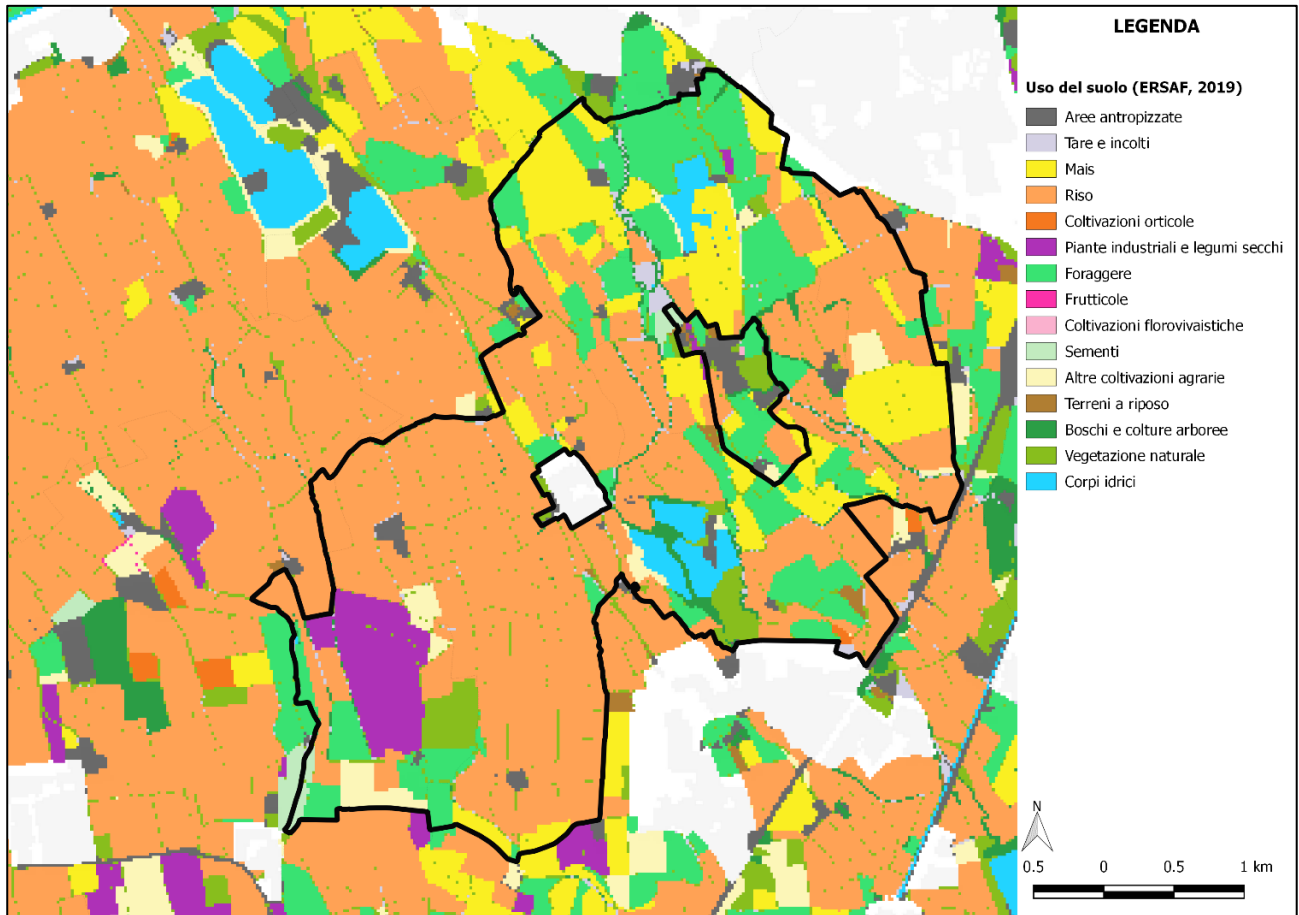 LEGENDA
Uso del suolo (ERSAF, 2019)
Aree antropizzate
Tare e incolti
Mais
Riso
Coltivazioni orticole
Piante industriali e legumi secchi
Foraggere
Frutticole
Coltivazioni florovivaistiche
Sementi
Altre coltivazioni agrarie
Terreni a riposo
Boschi e colture arboree
Vegetazione naturale
Corpi idrici
N
0.5 0 0.5 1 km